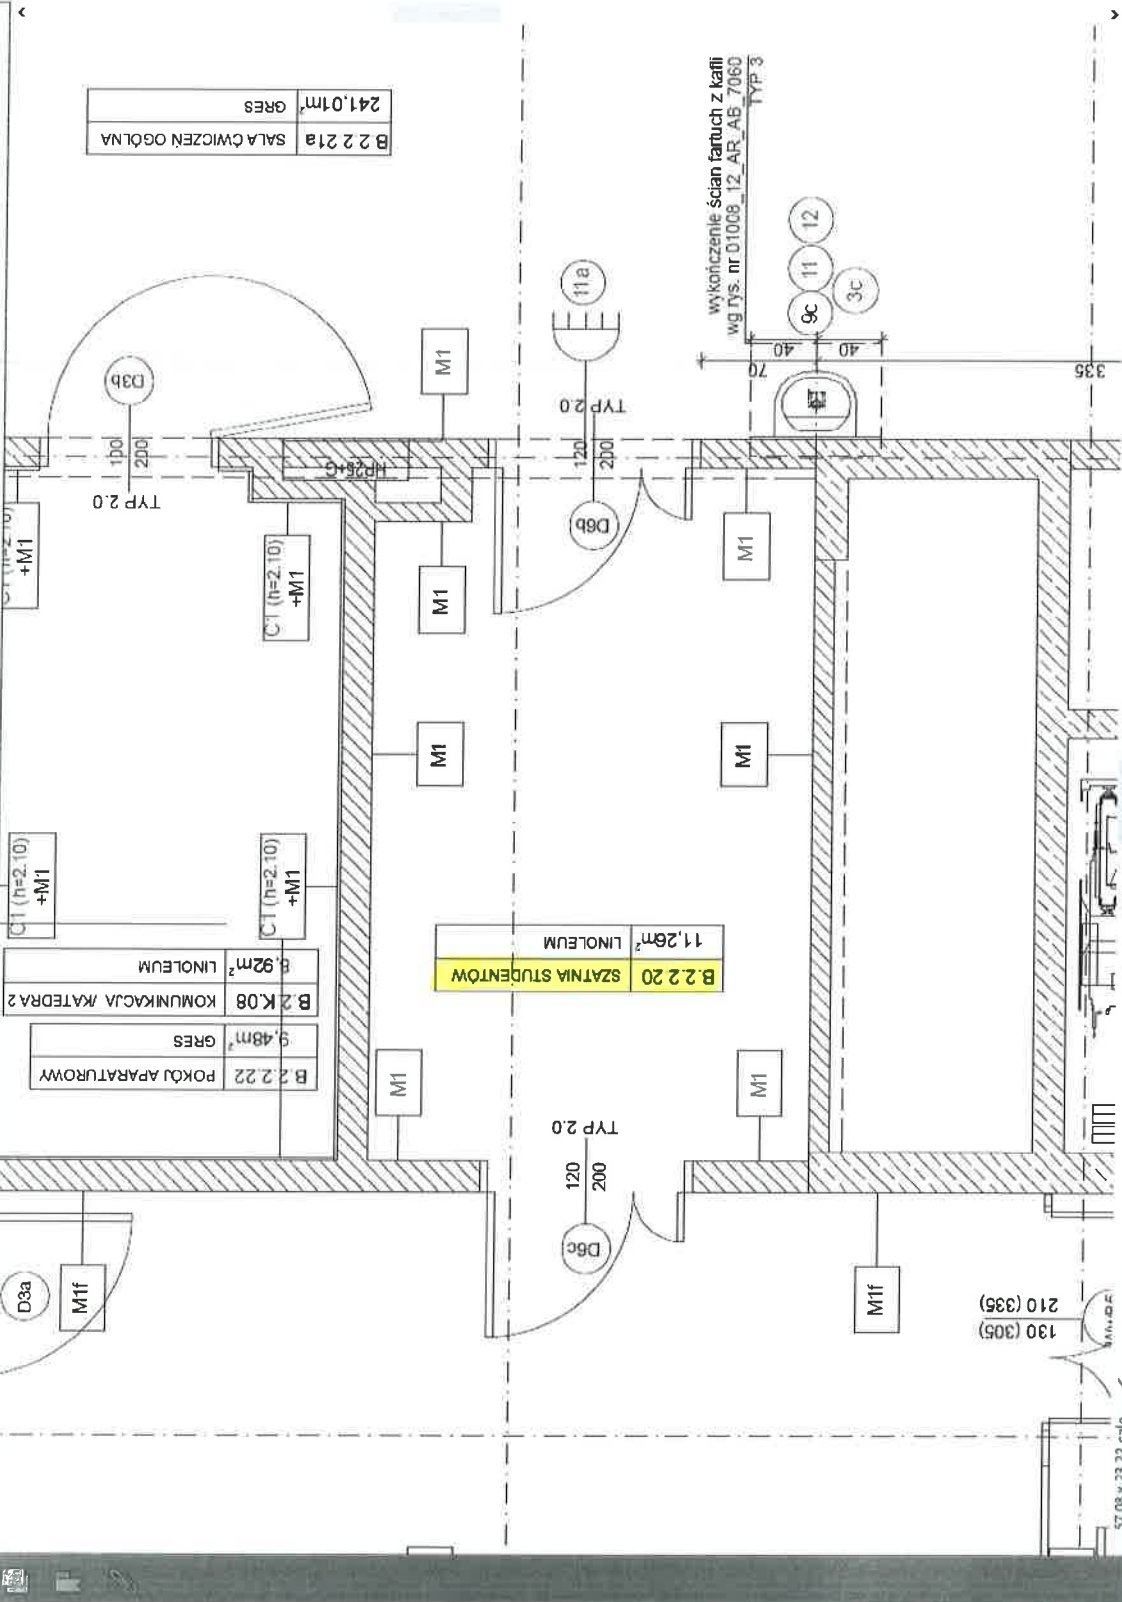 241,01m² GRES
B.2.2.21a SALA ĆWICZEŃ OGÓLNA
wykończenie ścian fartuch z kafli
wg rys. nr 01008_12_AR_AB_7060
TYP 3
12
11
9c
3c
11a
40
40
70
335
D3b
100
200
TYP 2.0
M1
HP25+G
TYP 2.0
120
200
D6b
+M1
C1 (h=2.10)
+M1
M1
M1
M1
M1
C1 (h=2.10)
+M1
C1 (h=2.10)
+M1
8,92m² LINOLEUM
B.2.K.08 KOMUNIKACJA /KATEDRA 2
9,48m² GRES
B.2.2.22 POKÓJ APARATUROWY
11,26m² LINOLEUM
B.2.2.20 SZATNIA STUDENTÓW
M1
M1
TYP 2.0
120
200
D6c
D3a
M1f
M1f
210 (335)
130 (305)